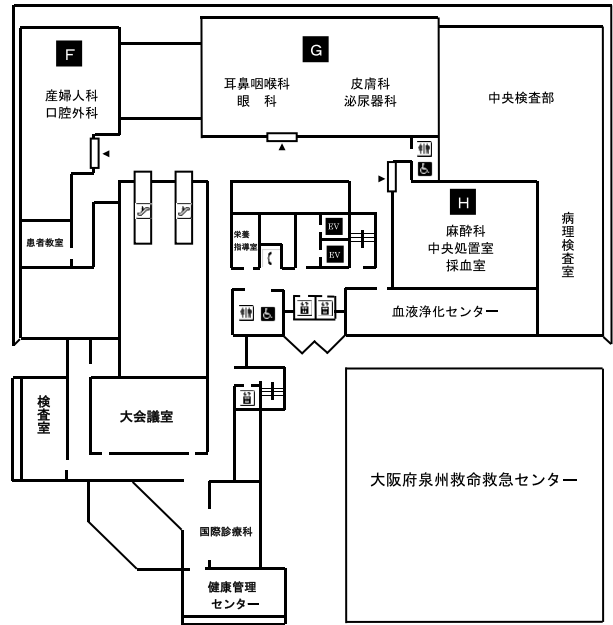 F
産婦人科
口腔外科
G
耳鼻咽喉科
眼 科
皮膚科
泌尿器科
中央検査部
H
麻酔科
中央処置室
採血室
病理検査室
患者教室
栄養
指導室
EV
EV
血液浄化センター
検査室
大会議室
大阪府泉州救命救急センター
国際診療科
健康管理
センター